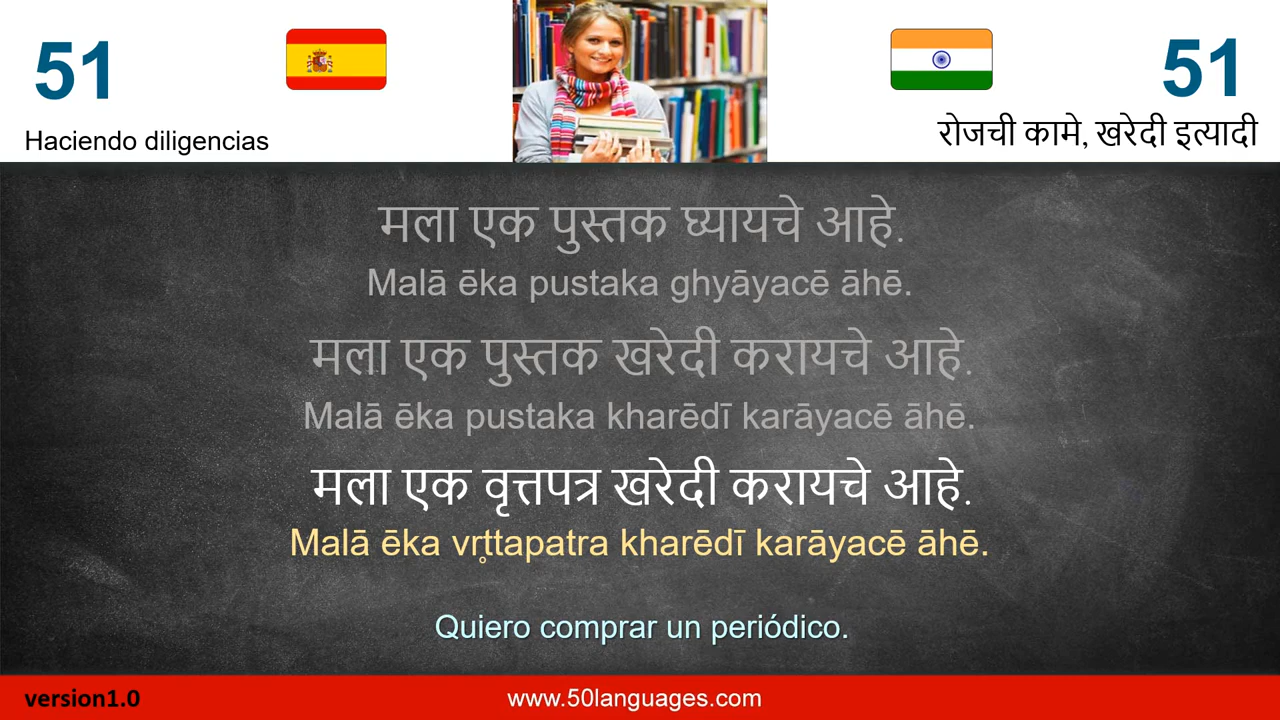 51
51
Haciendo diligencias
रोजची कामे, खरेदी इत्यादी
मला एक पुस्तक घ्यायचे आहे.
Malā ēka pustaka ghyāyacē āhē.
मला एक पुस्तक खरेदी करायचे आहे.
Malā ēka pustaka kharēdī karāyacē āhē.
मला एक वृत्तपत्र खरेदी करायचे आहे.
Malā ēka vr̥ttapatra kharēdī karāyacē āhē.
Quiero comprar un periódico.
version1.0
www.50languages.com